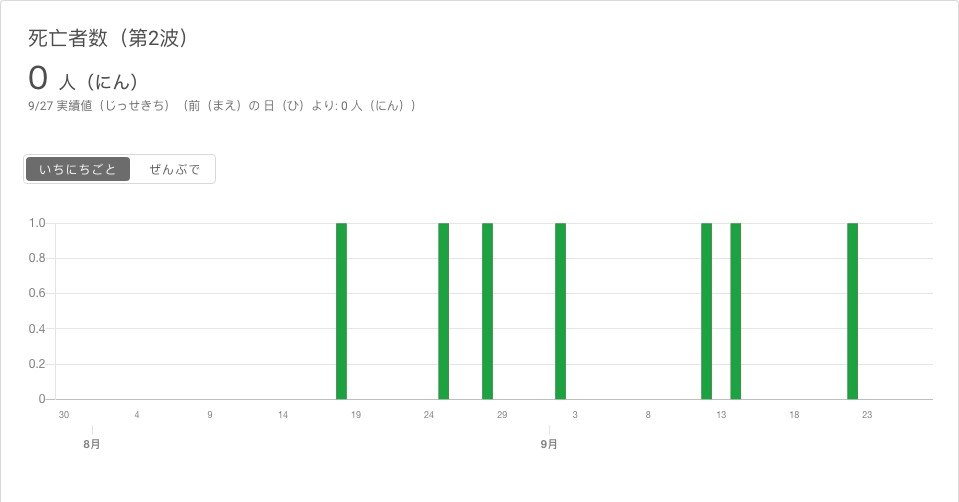 死亡者数（第2波）
0 人（にん）
9/27 実績値（じっせきち）（前（まえ）の 日（ひ）より: 0 人（にん））
いちにちごと ぜんぶで
1.0
0.8
0.6
0.4
0.2
0
30 4 9 14 19 24 29 3 8 13 18 23
8月 9月